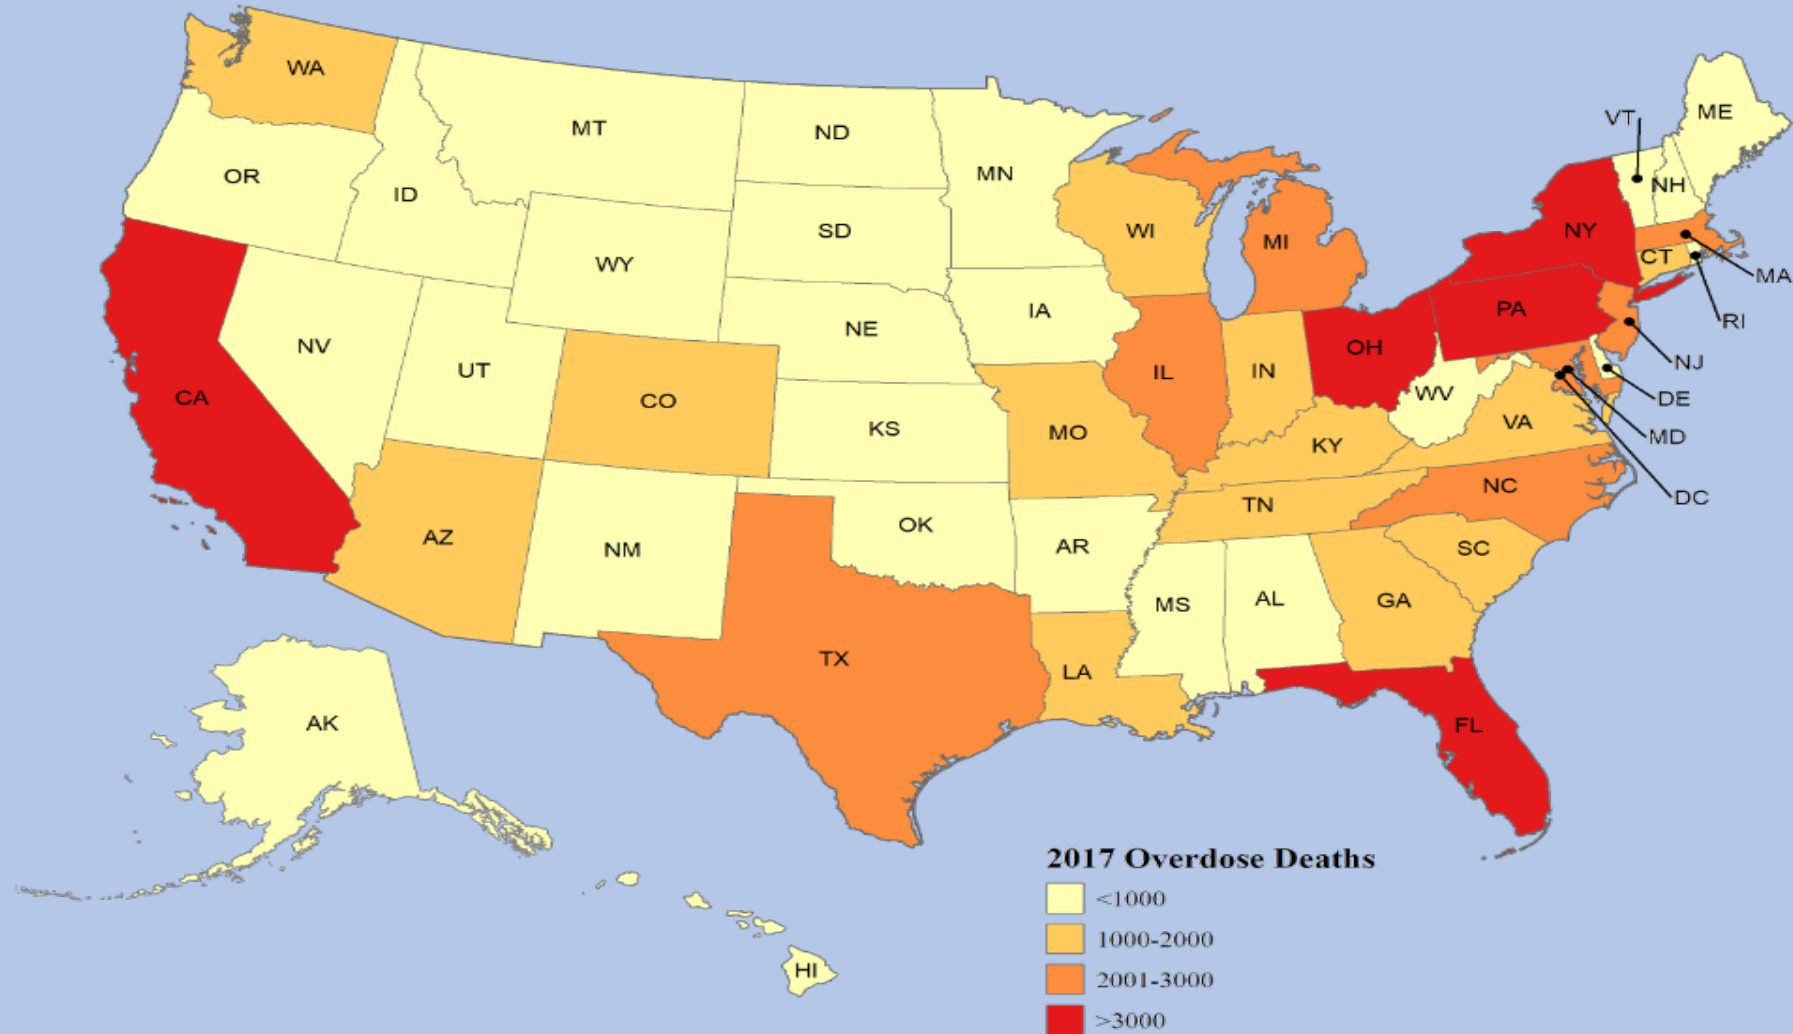 WA
MT
ND
MN
VT
ME
OR
ID
NH
SD
WI
MI
NY
WY
CT
MA
IA
PA
RI
NE
NV
OH
NJ
UT
IL
IN
WV
DE
CA
CO
KS
MO
KY
VA
MD
NC
DC
TN
AZ
NM
OK
AR
SC
MS
AL
GA
TX
LA
AK
FL
HI
2017 Overdose Deaths
<1000
1000-2000
2001-3000
>3000